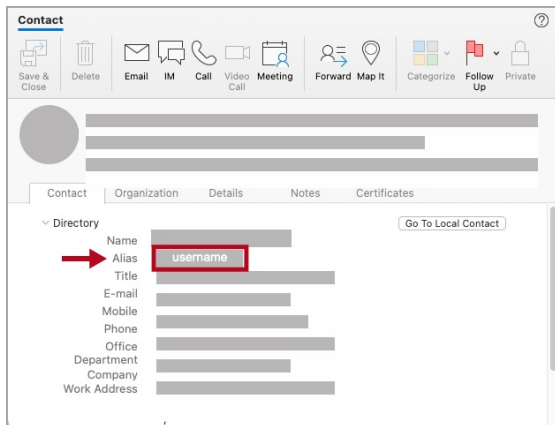 Contact
Save & Close
Delete
Email
IM
Call
Video Call
Meeting
Forward
Map It
Categorize
Follow Up
Private
Contact
Organization
Details
Notes
Certificates
Directory
Go To Local Contact
Name
Alias
username
Title
E-mail
Mobile
Phone
Office
Department
Company
Work Address